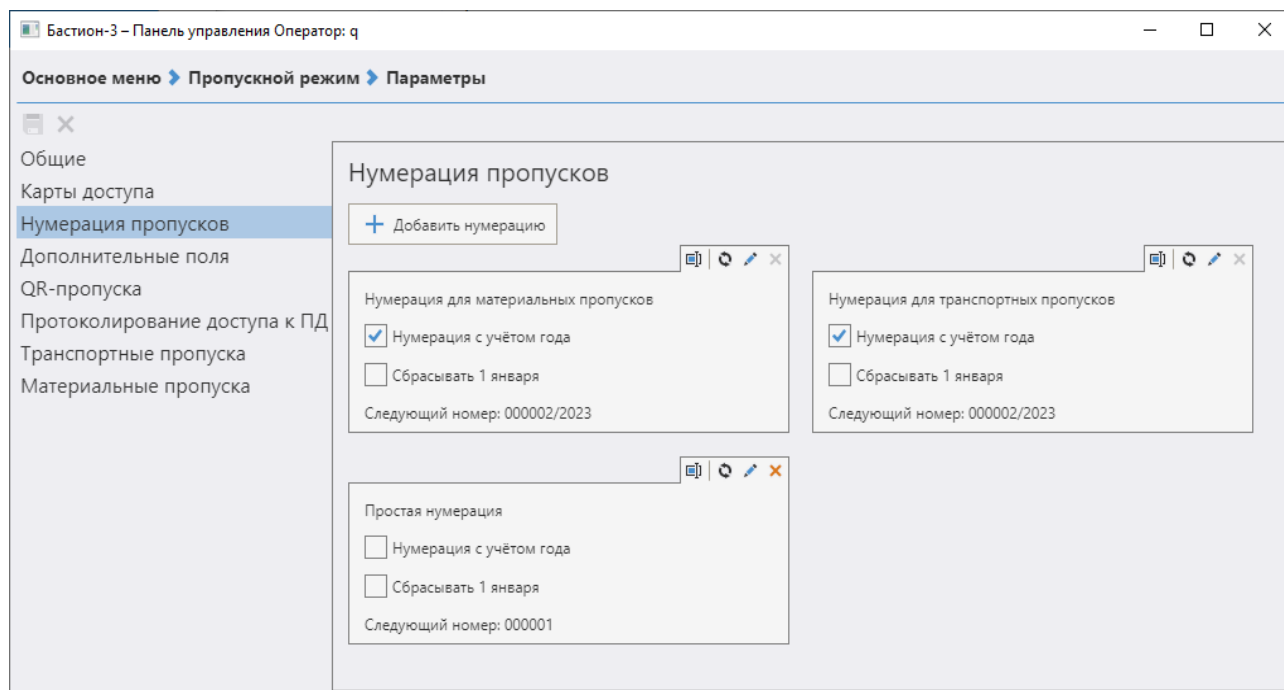 Бастион-3 – Панель управления Оператор: q
Основное меню Пропускной режим Параметры
Общие
Карты доступа
Нумерация пропусков
Дополнительные поля
QR-пропуска
Протоколирование доступа к ПД
Транспортные пропуска
Материальные пропуска
Нумерация пропусков
Добавить нумерацию
Нумерация для материальных пропусков
Нумерация с учётом года
Сбрасывать 1 января
Следующий номер: 000002/2023
Нумерация для транспортных пропусков
Нумерация с учётом года
Сбрасывать 1 января
Следующий номер: 000002/2023
Простая нумерация
Нумерация с учётом года
Сбрасывать 1 января
Следующий номер: 000001